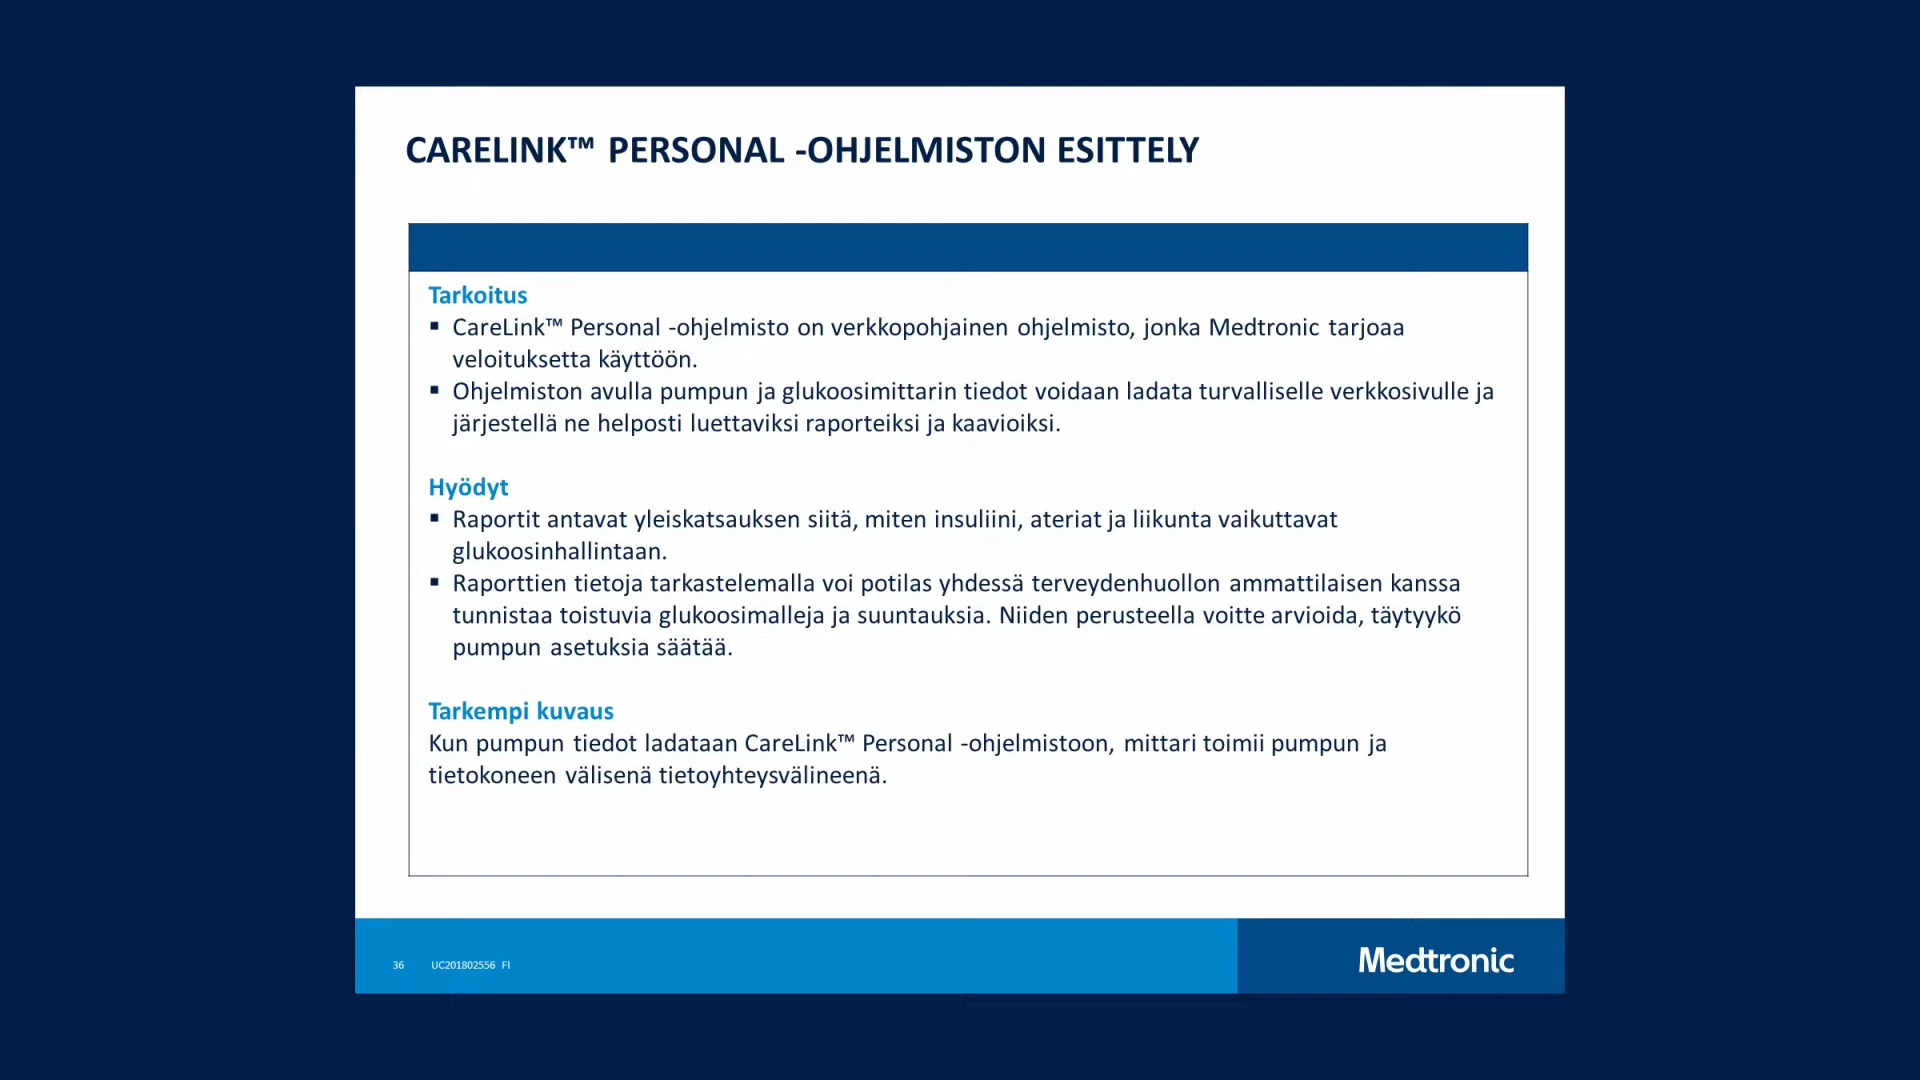 CARELINK™ PERSONAL -OHJELMISTON ESITTELY
Tarkoitus
▪ CareLink™ Personal -ohjelmisto on verkkopohjainen ohjelmisto, jonka Medtronic tarjoaa
veloituksetta käyttöön.
▪ Ohjelmiston avulla pumpun ja glukoosimittarin tiedot voidaan ladata turvalliselle verkkosivulle ja
järjestellä ne helposti luettaviksi raporteiksi ja kaavioiksi.
Hyödyt
▪ Raportit antavat yleiskatsauksen siitä, miten insuliini, ateriat ja liikunta vaikuttavat
glukoosinhallintaan.
▪ Raporttien tietoja tarkastelemalla voi potilas yhdessä terveydenhuollon ammattilaisen kanssa
tunnistaa toistuvia glukoosimalleja ja suuntauksia. Niiden perusteella voitte arvioida, täytyykö
pumpun asetuksia säätää.
Tarkempi kuvaus
Kun pumpun tiedot ladataan CareLink™ Personal -ohjelmistoon, mittari toimii pumpun ja
tietokoneen välisenä tietoyhteysvälineenä.
36 UC201802556 FI
Medtronic